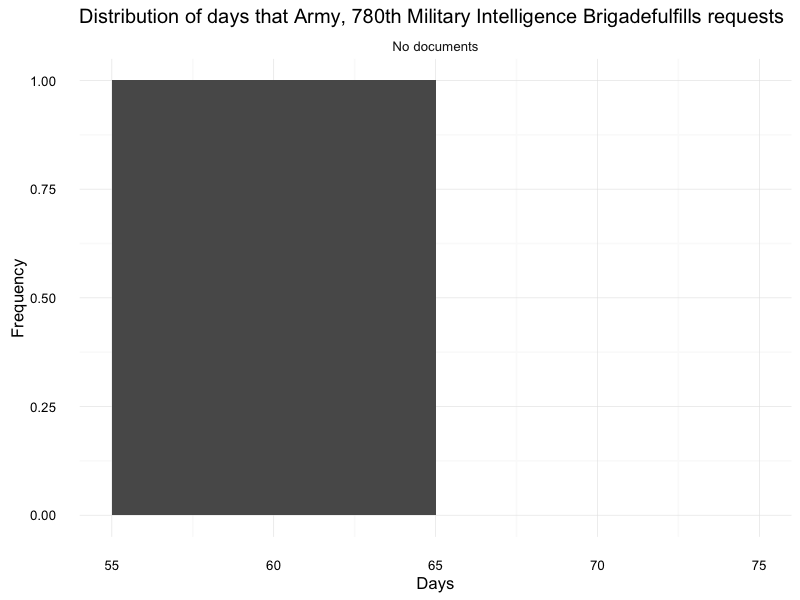 Distribution of days that Army, 780th Military Intelligence Brigadefulfills requests
No documents
1.00
0.75
0.50
0.25
0.00
Frequency
55 60 65 70 75
Days